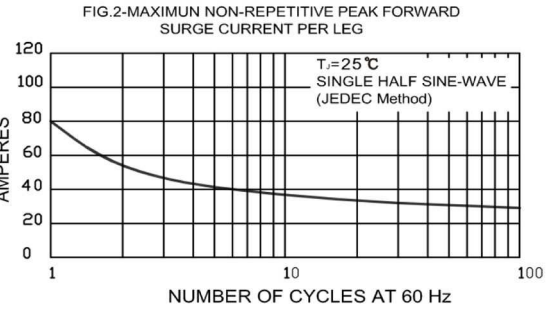 FIG.2-MAXIMUN NON-REPETITIVE PEAK FORWARD
SURGE CURRENT PER LEG
TJ=25℃
SINGLE HALF SINE-WAVE
(JEDEC Method)
120
100
80
60
40
20
0
AMPERES
1
10
100
NUMBER OF CYCLES AT 60 Hz